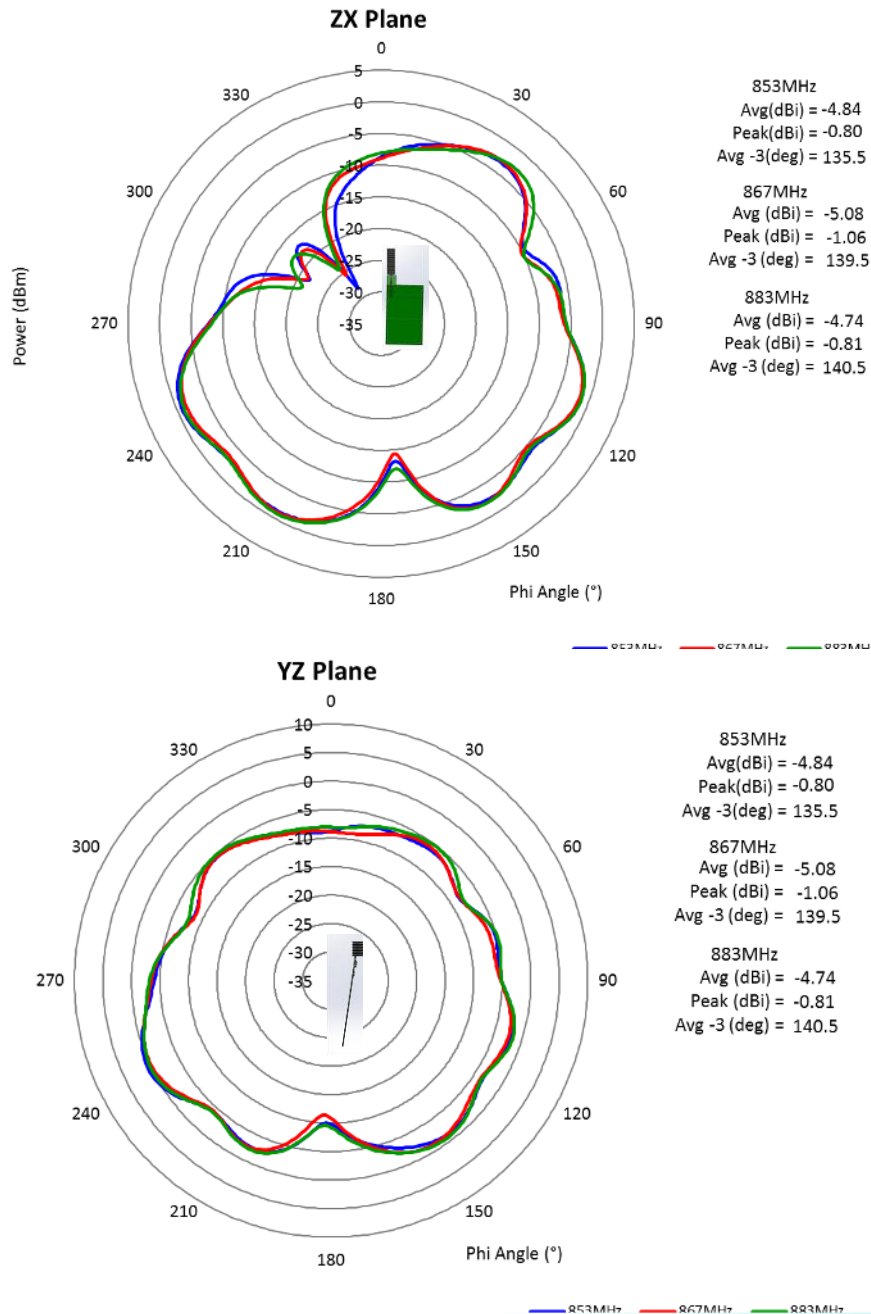 ZX Plane
0
5
330
0
30
-5
-10
300
-15
60
-20
-25
-30
Power (dBm)
270
-35
90
240
120
210
150
180
Phi Angle (°)
853MHz
Avg(dBi) = -4.84
Peak(dBi) = -0.80
Avg -3(deg) = 135.5
867MHz
Avg (dBi) = -5.08
Peak (dBi) = -1.06
Avg -3 (deg) = 139.5
883MHz
Avg (dBi) = -4.74
Peak (dBi) = -0.81
Avg -3 (deg) = 140.5
853MHz 867MHz 883MH
YZ Plane
0
10
330
5
30
0
-5
300
-10
60
-15
-20
-25
-30
270
-35
90
240
120
210
150
180
Phi Angle (°)
853MHz
Avg(dBi) = -4.84
Peak(dBi) = -0.80
Avg -3(deg) = 135.5
867MHz
Avg (dBi) = -5.08
Peak (dBi) = -1.06
Avg -3 (deg) = 139.5
883MHz
Avg (dBi) = -4.74
Peak (dBi) = -0.81
Avg -3 (deg) = 140.5
853MHz 867MHz 883MHz